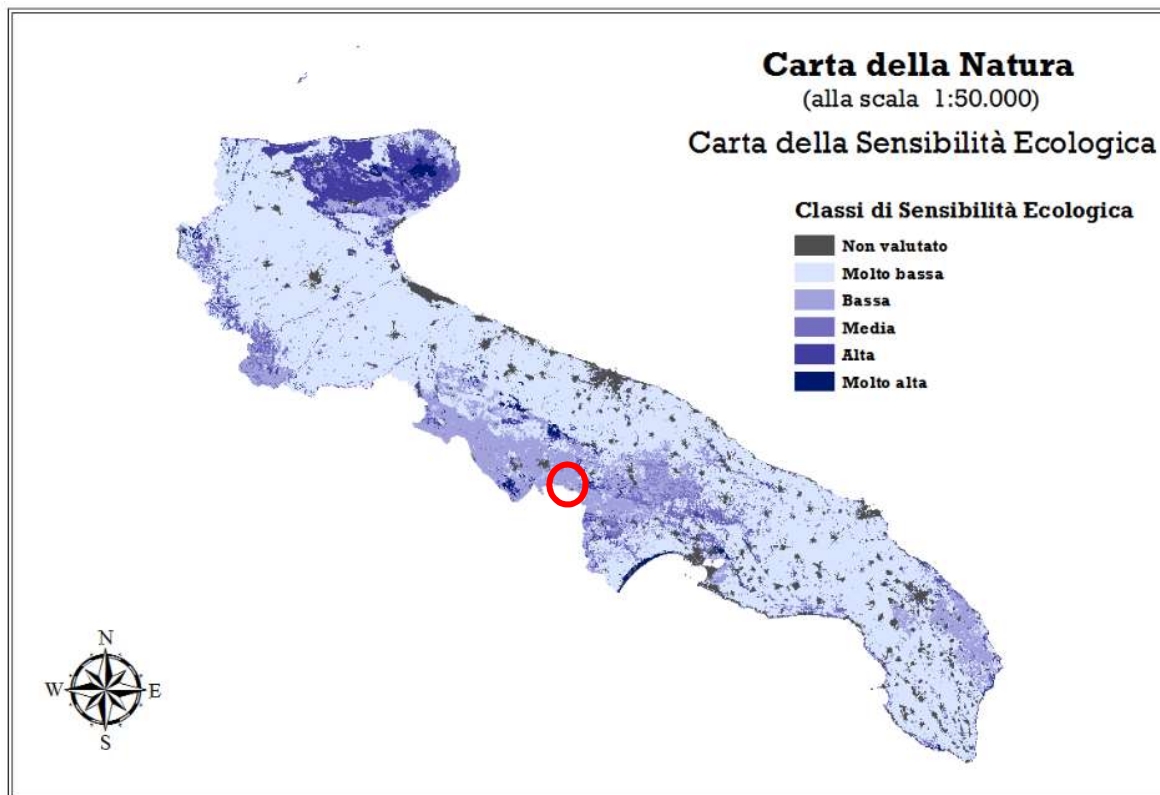 Carta della Natura
(alla scala 1:50.000)
Carta della Sensibilità Ecologica
Classi di Sensibilità Ecologica
Non valutato
Molto bassa
Bassa
Media
Alta
Molto alta
N
W E
S